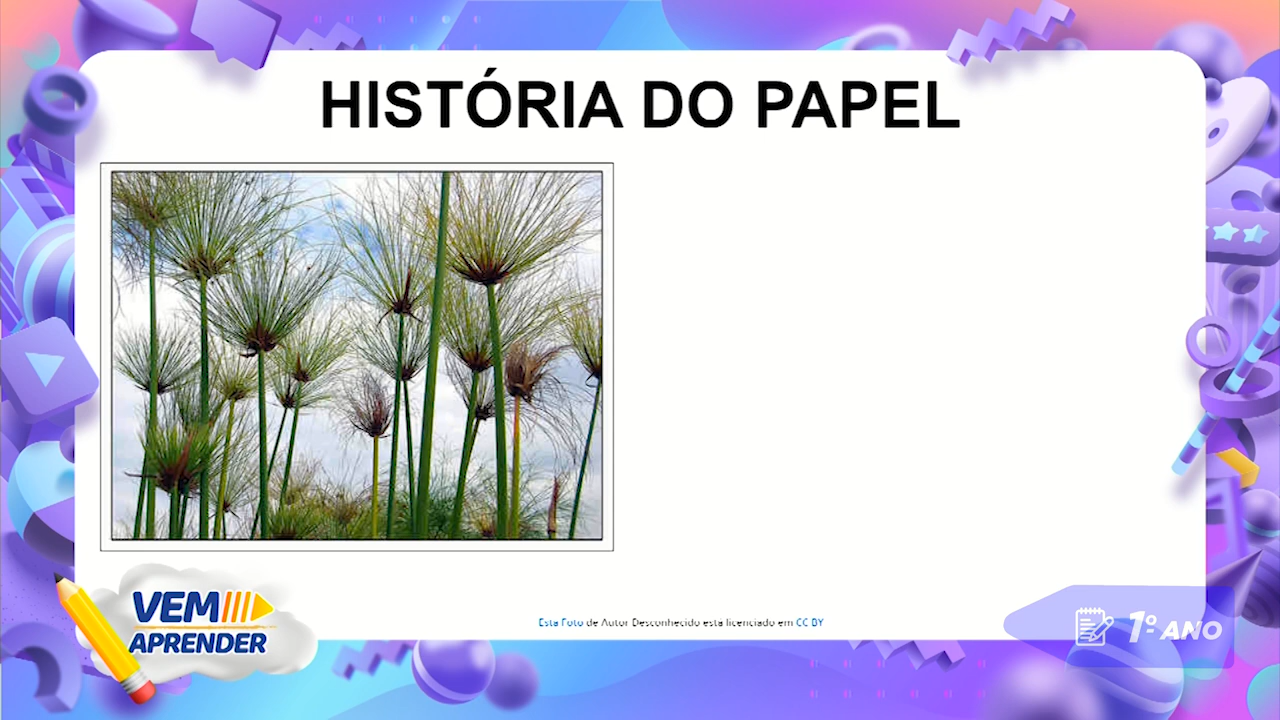 HISTÓRIA DO PAPEL
VEM
APRENDER
Esta Foto de Autor Desconhecido está licenciado em CC BY
1º ANO